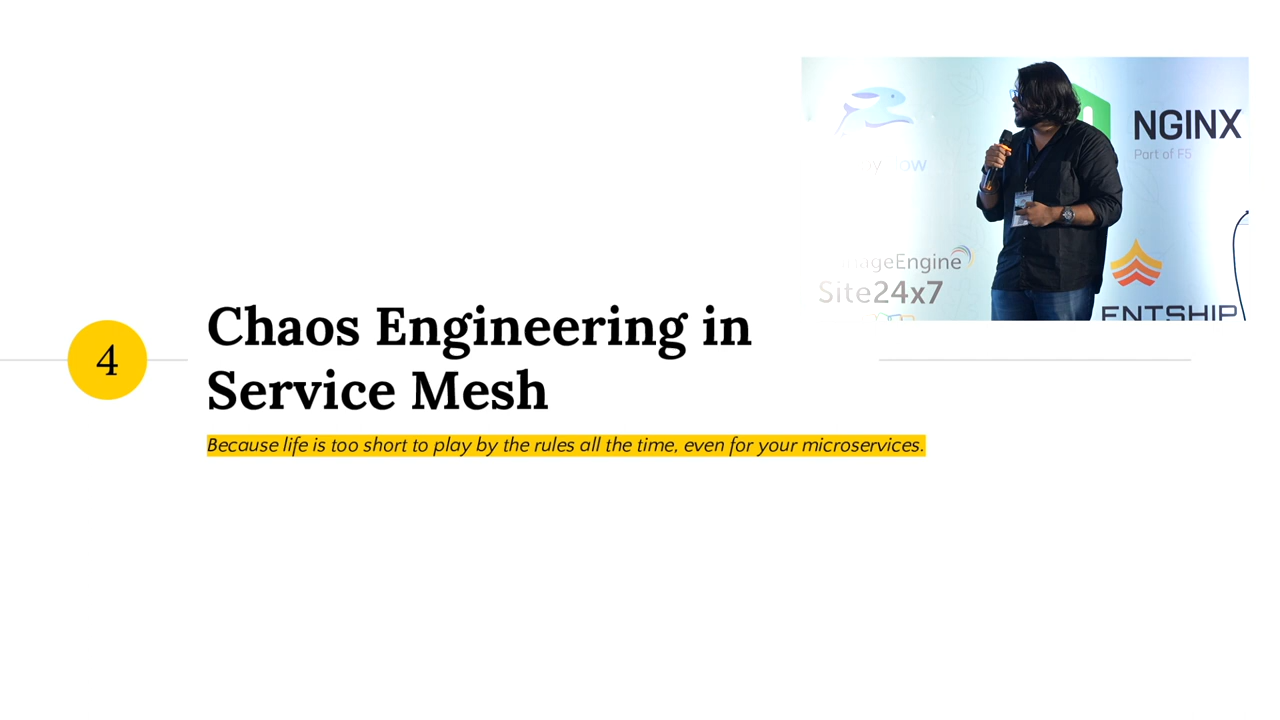 NGINX
Part of F5
Site24x7
4
Chaos Engineering in
Service Mesh
Because life is too short to play by the rules all the time, even for your microservices.